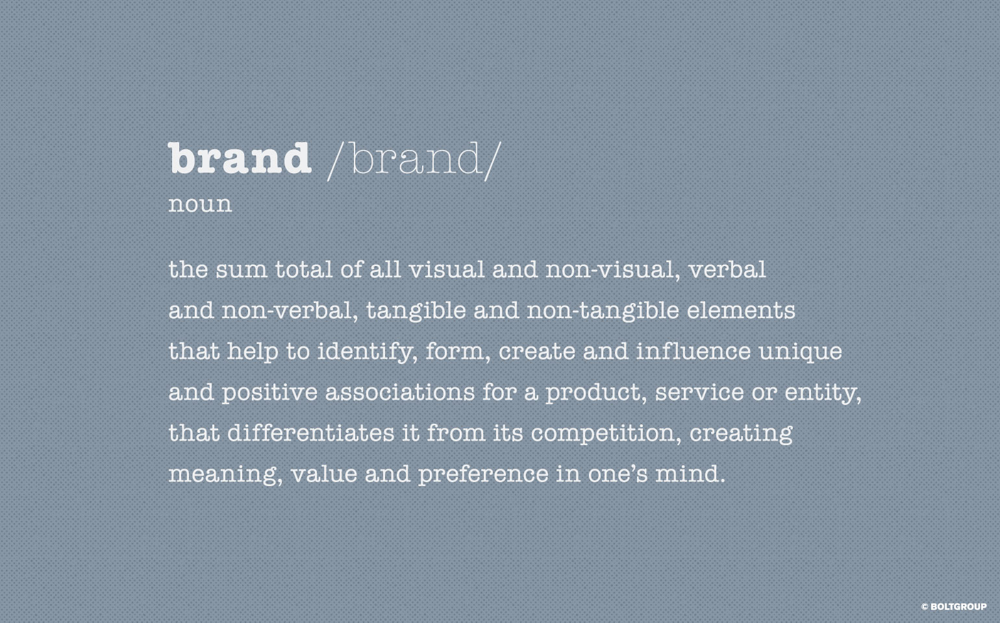 brand /brand/
noun
the sum total of all visual and non-visual, verbal
and non-verbal, tangible and non-tangible elements
that help to identify, form, create and influence unique
and positive associations for a product, service or entity,
that differentiates it from its competition, creating
meaning, value and preference in one’s mind.
© BOLTGROUP